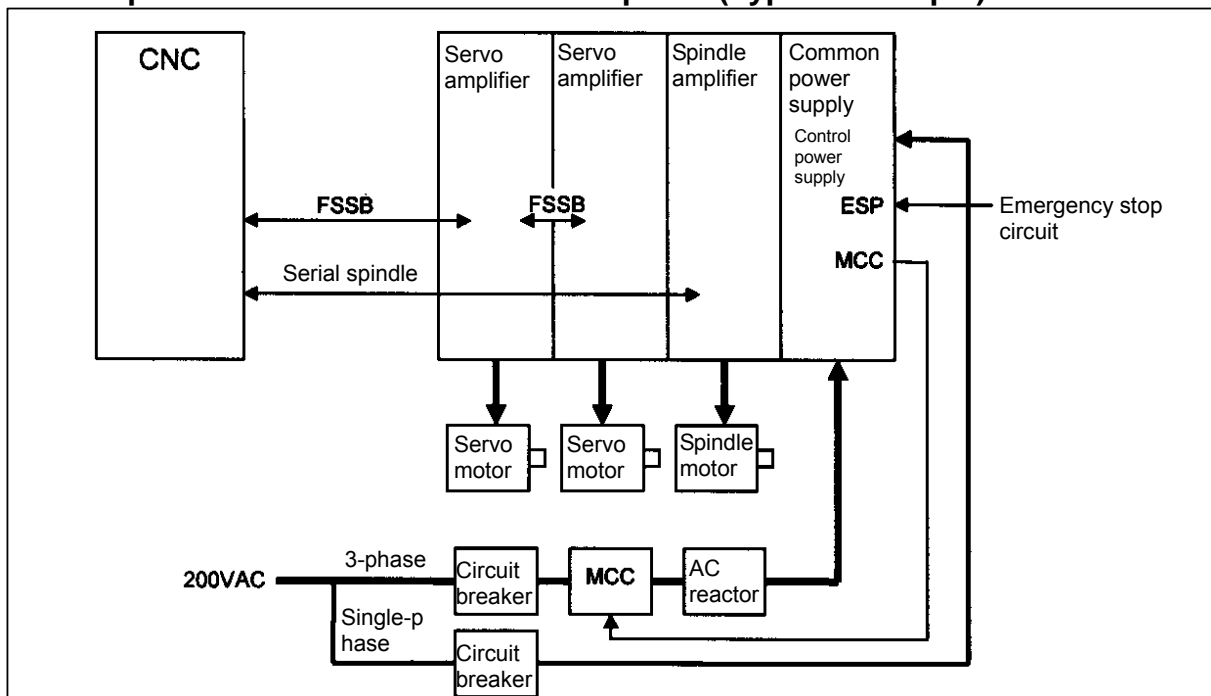 CNC
Servo
amplifier
Servo
amplifier
Spindle
amplifier
Common
power
supply
Control
power
supply
FSSB
FSSB
ESP
Emergency stop
circuit
MCC
Serial spindle
Servo
motor
Servo
motor
Spindle
motor
200VAC
3-phase
Circuit
breaker
MCC
AC
reactor
Single-p
hase
Circuit
breaker